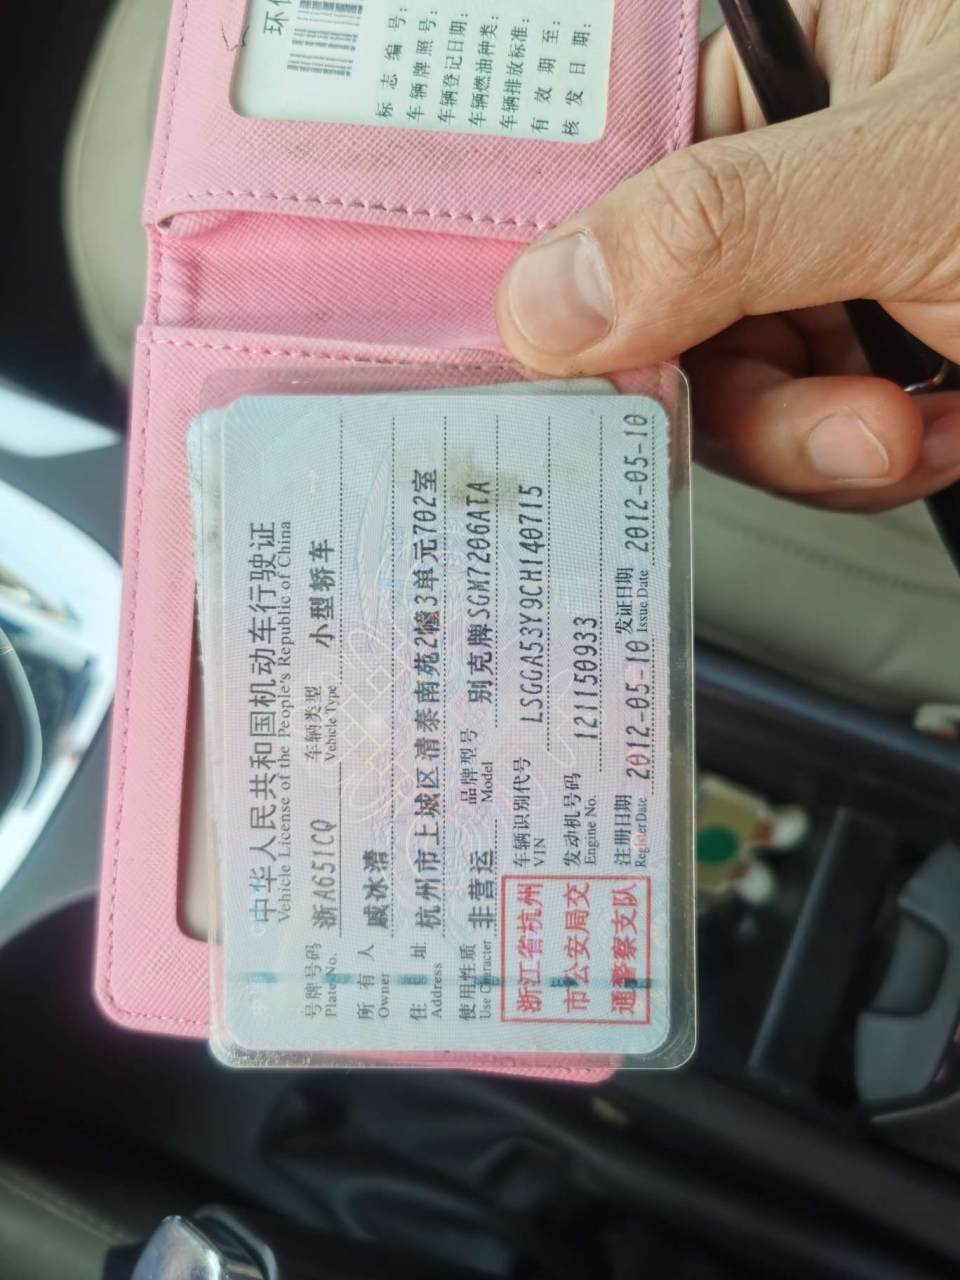 标志编号:
车辆牌照号:
车辆登记日期:
车辆燃油种类:
车辆排放标准:
有效期至:
核发日期:
中华人民共和国机动车行驶证
Vehicle License of the People's Republic of China
号牌号码 浙A651CQ 车辆类型 小型轿车
Plate No. Vehicle Type
所有人 戚冰清
Owner
住址 杭州市上城区清泰南苑2幢3单元702室
Address
使用性质 非营运 品牌型号 别克牌SGM7206ATA
Use Character Model
浙江省杭州
市公安局交
通警察支队
车辆识别代号 LSGGA53Y9CH140715
VIN
发动机号码 121150933
Engine No.
注册日期 2012-05-10 发证日期 2012-05-10
Register Date Issue Date